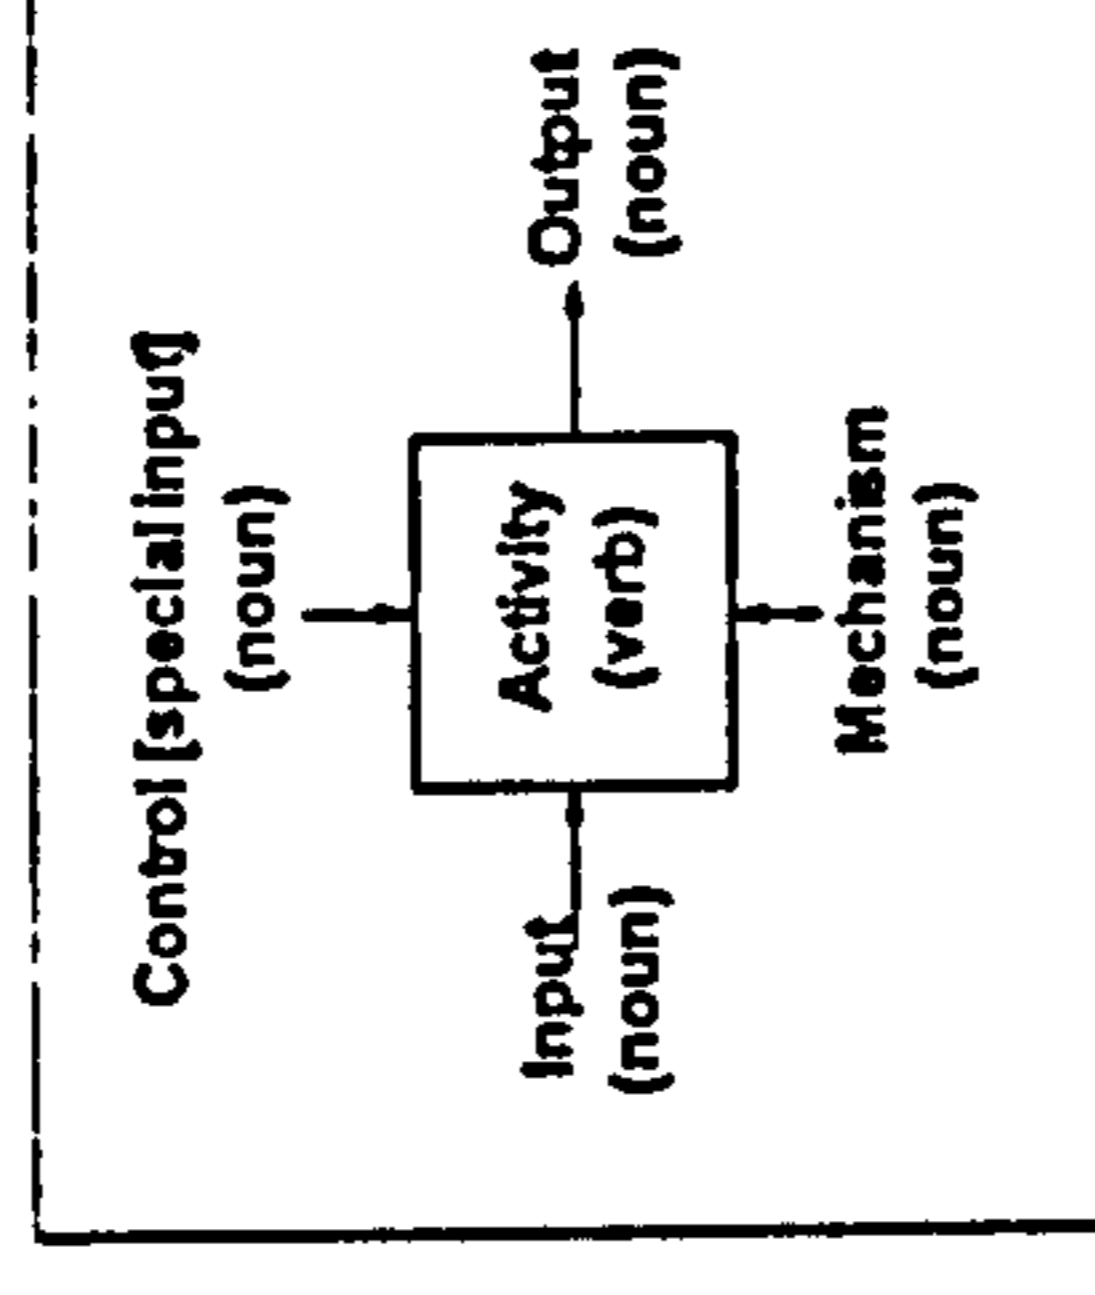 Control [special input]
(noun)
Input
(noun)
Activity
(verb)
Output
(noun)
Mechanism
(noun)